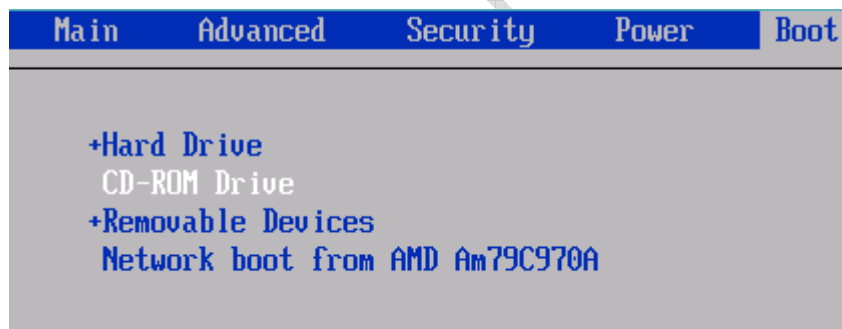 Main Advanced Security Power Boot
+Hard Drive
CD-ROM Drive
+Removable Devices
Network boot from AMD Am79C970A